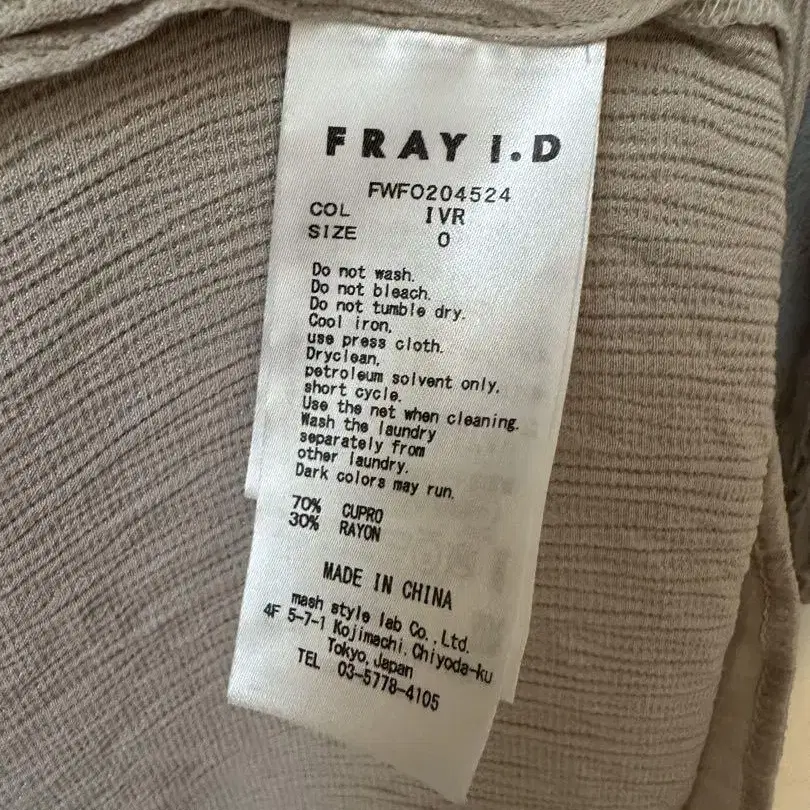 FRAY I.D
FWFO204524
COL IVR
SIZE 0
Do not wash.
Do not bleach.
Do not tumble dry.
Cool iron.
use press cloth.
Dryclean.
petroleum solvent only.
short cycle.
Use the net when cleaning.
Wash the laundry
separately from
other laundry.
Dark colors may run.
70% CUPRO
30% RAYON
MADE IN CHINA
mash style lab Co.,Ltd.
4F 5-7-1 Kojimachi,Chiyoda-ku
Tokyo,Japan
TEL 03-5778-4105